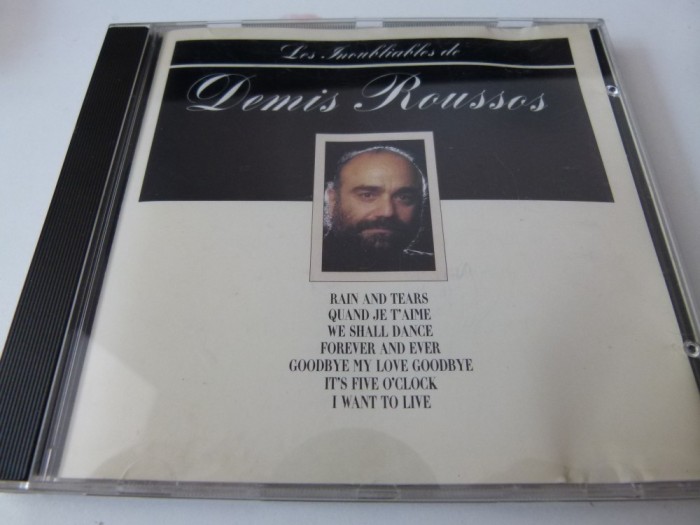 Les Inoubliables de
Demis Roussos
RAIN AND TEARS
QUAND JE T'AIME
WE SHALL DANCE
FOREVER AND EVER
GOODBYE MY LOVE GOODBYE
IT'S FIVE O'CLOCK
I WANT TO LIVE